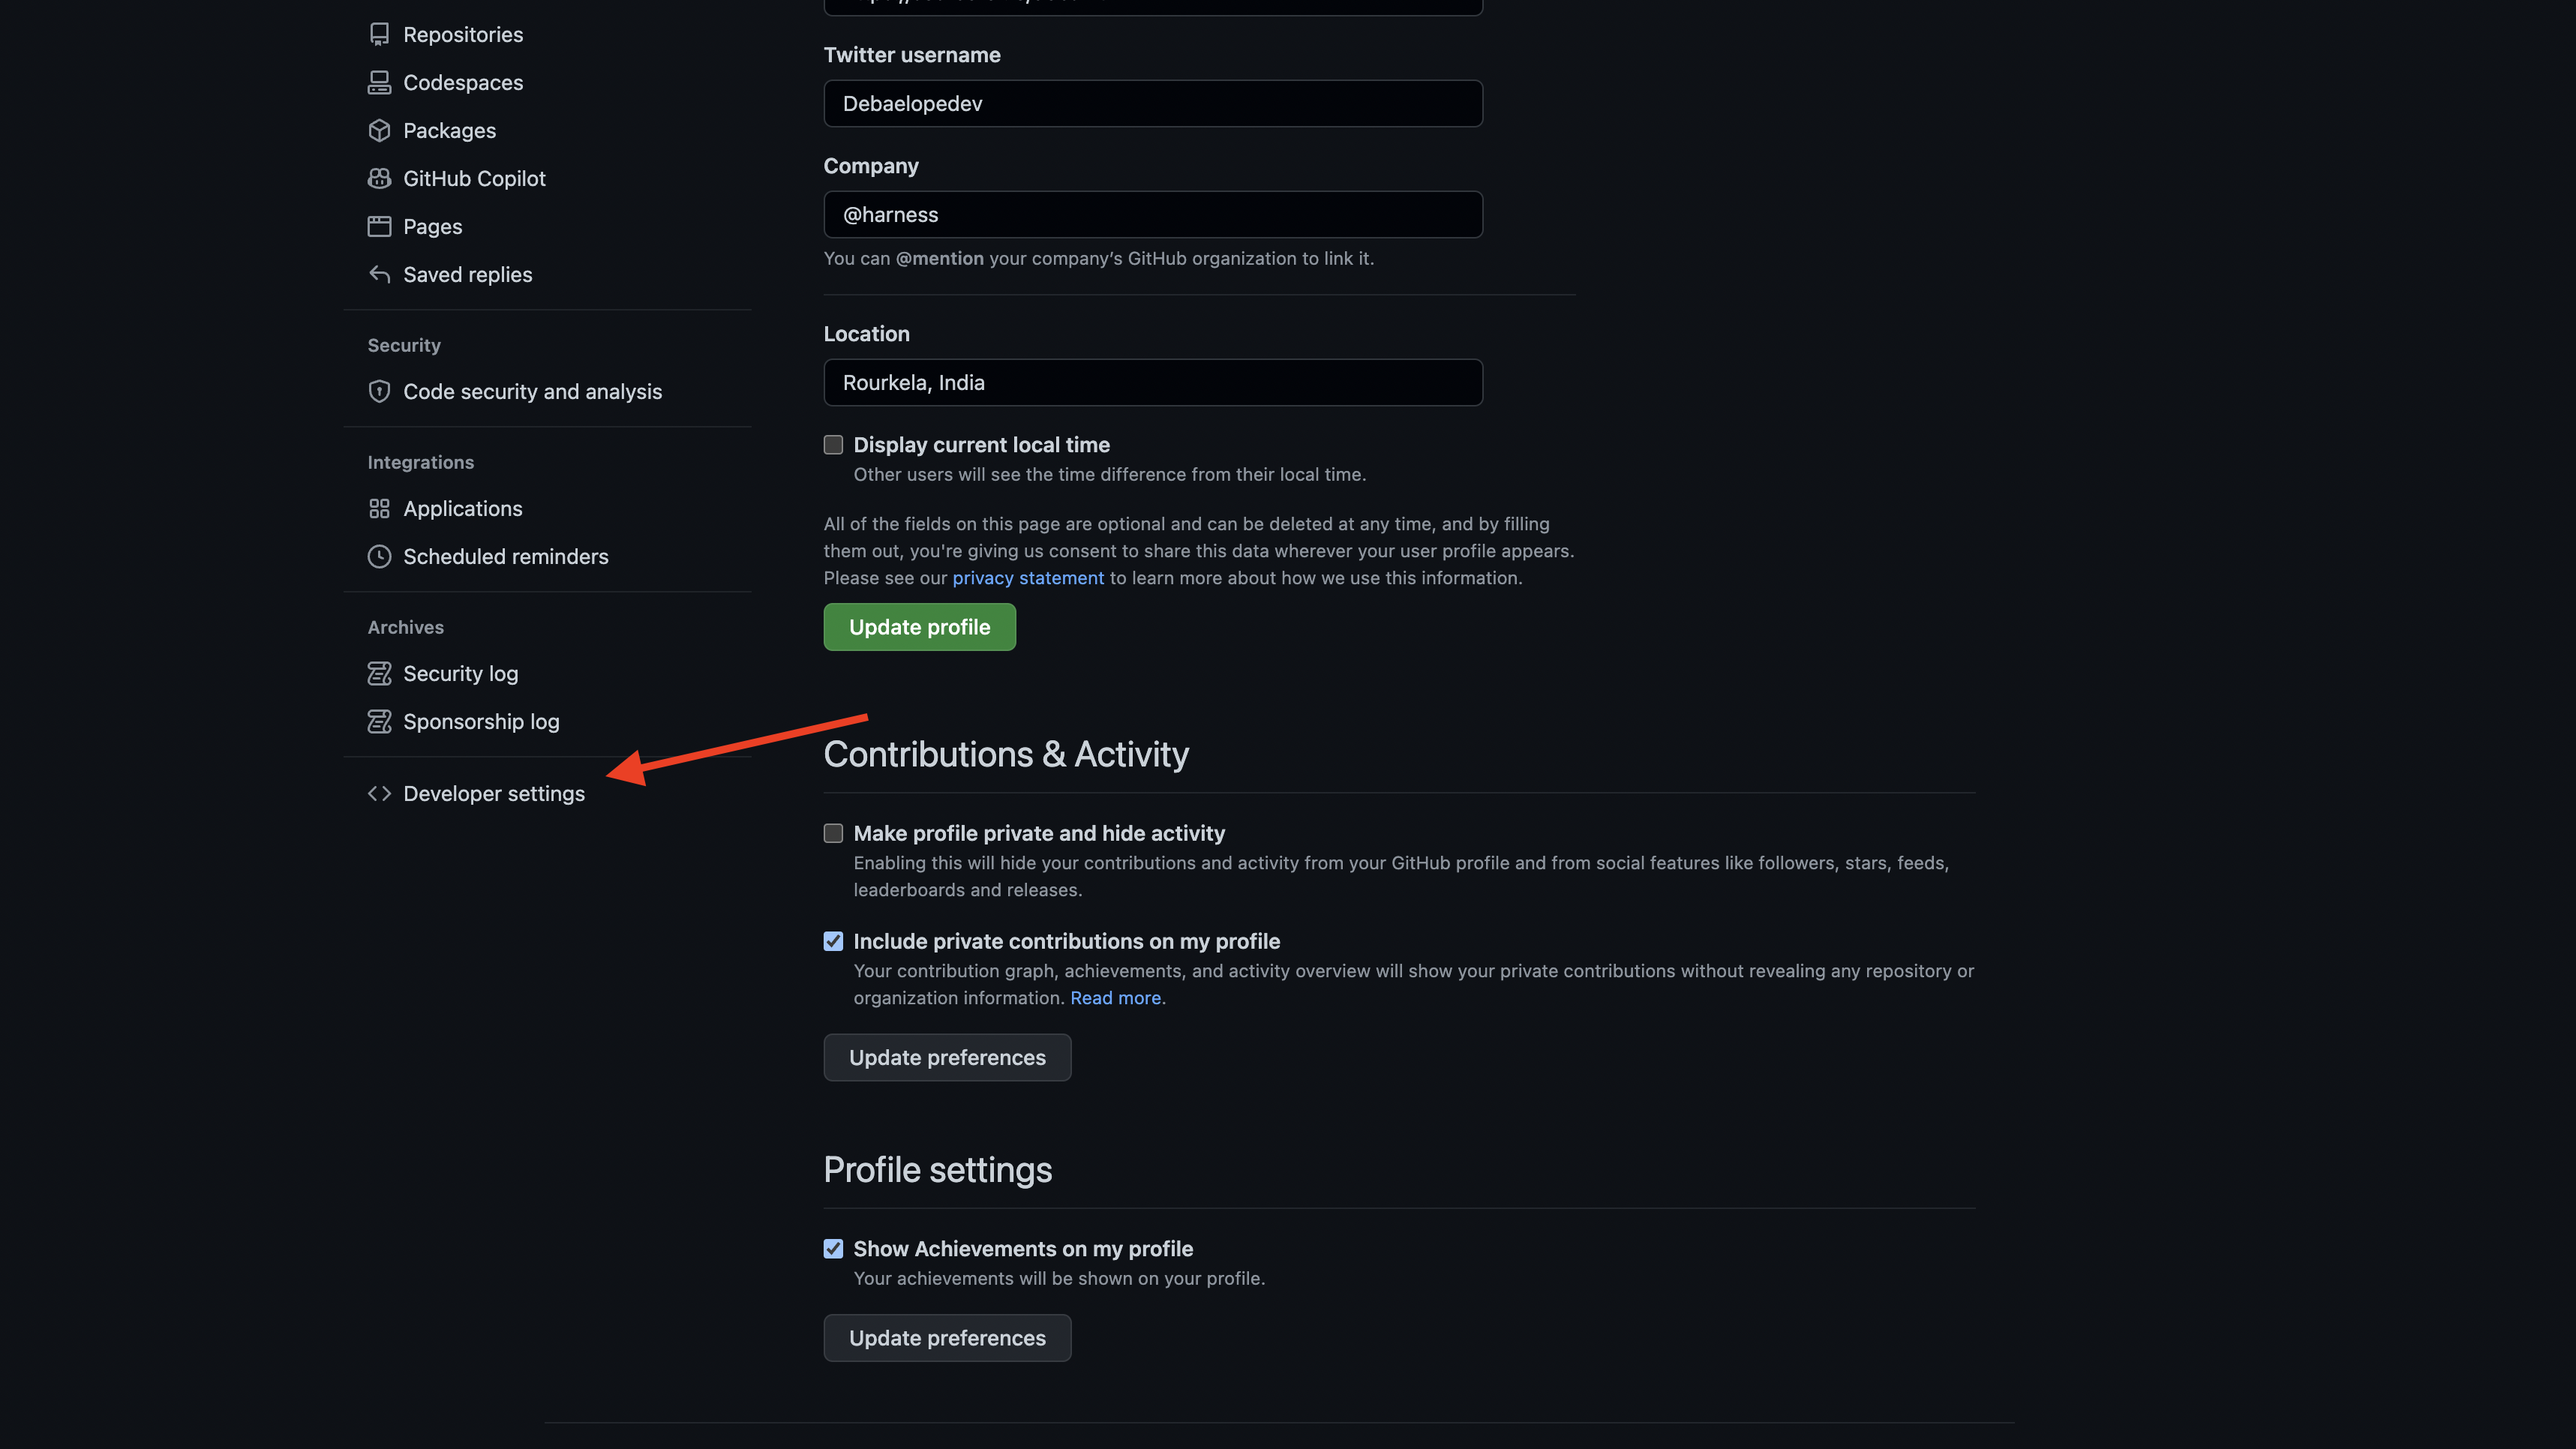 Repositories
Codespaces
Packages
GitHub Copilot
Pages
Saved replies
Security
Code security and analysis
Integrations
Applications
Scheduled reminders
Archives
Security log
Sponsorship log
Developer settings
Twitter username
Debaelopedev
Company
@harness
You can @mention your company’s GitHub organization to link it.
Location
Rourkela, India
Display current local time
Other users will see the time difference from their local time.
All of the fields on this page are optional and can be deleted at any time, and by filling
them out, you're giving us consent to share this data wherever your user profile appears.
Please see our privacy statement to learn more about how we use this information.
Update profile
Contributions & Activity
Make profile private and hide activity
Enabling this will hide your contributions and activity from your GitHub profile and from social features like followers, stars, feeds,
leaderboards and releases.
Include private contributions on my profile
Your contribution graph, achievements, and activity overview will show your private contributions without revealing any repository or
organization information. Read more.
Update preferences
Profile settings
Show Achievements on my profile
Your achievements will be shown on your profile.
Update preferences